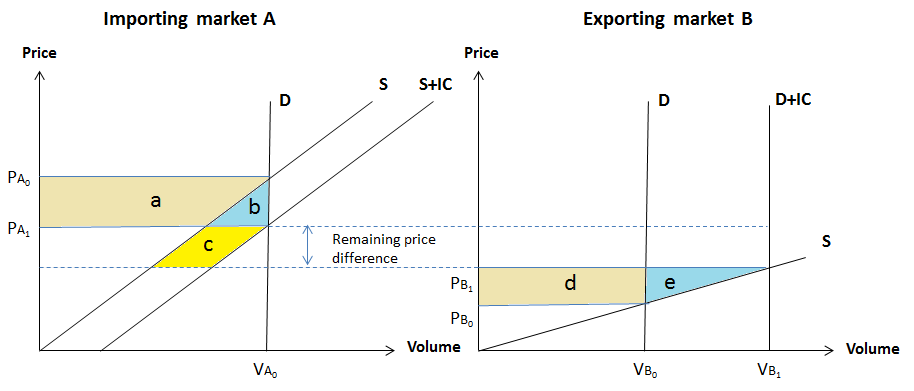 Importing market A
Exporting market B
Price
Price
D
S
S+IC
D
D+IC
PA0
a
b
PA1
c
Remaining price
difference
S
PB1
d
e
PB0
Volume
Volume
VA0
VB0
VB1